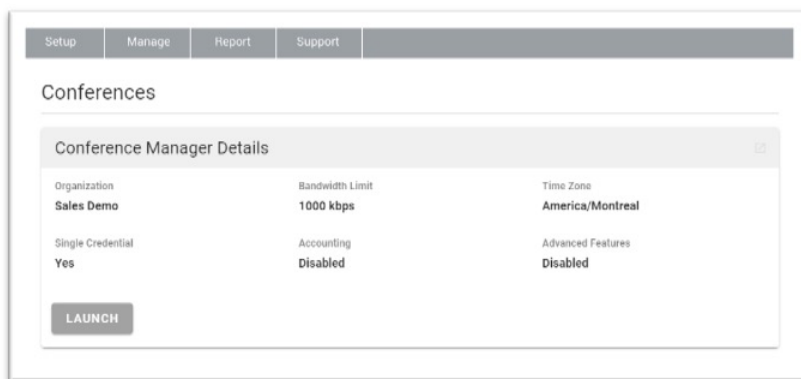 Setup Manage Report Support
Conferences
Conference Manager Details
Organization Bandwidth Limit Time Zone
Sales Demo 1000 kbps America/Montreal
Single Credential Accounting Advanced Features
Yes Disabled Disabled
LAUNCH